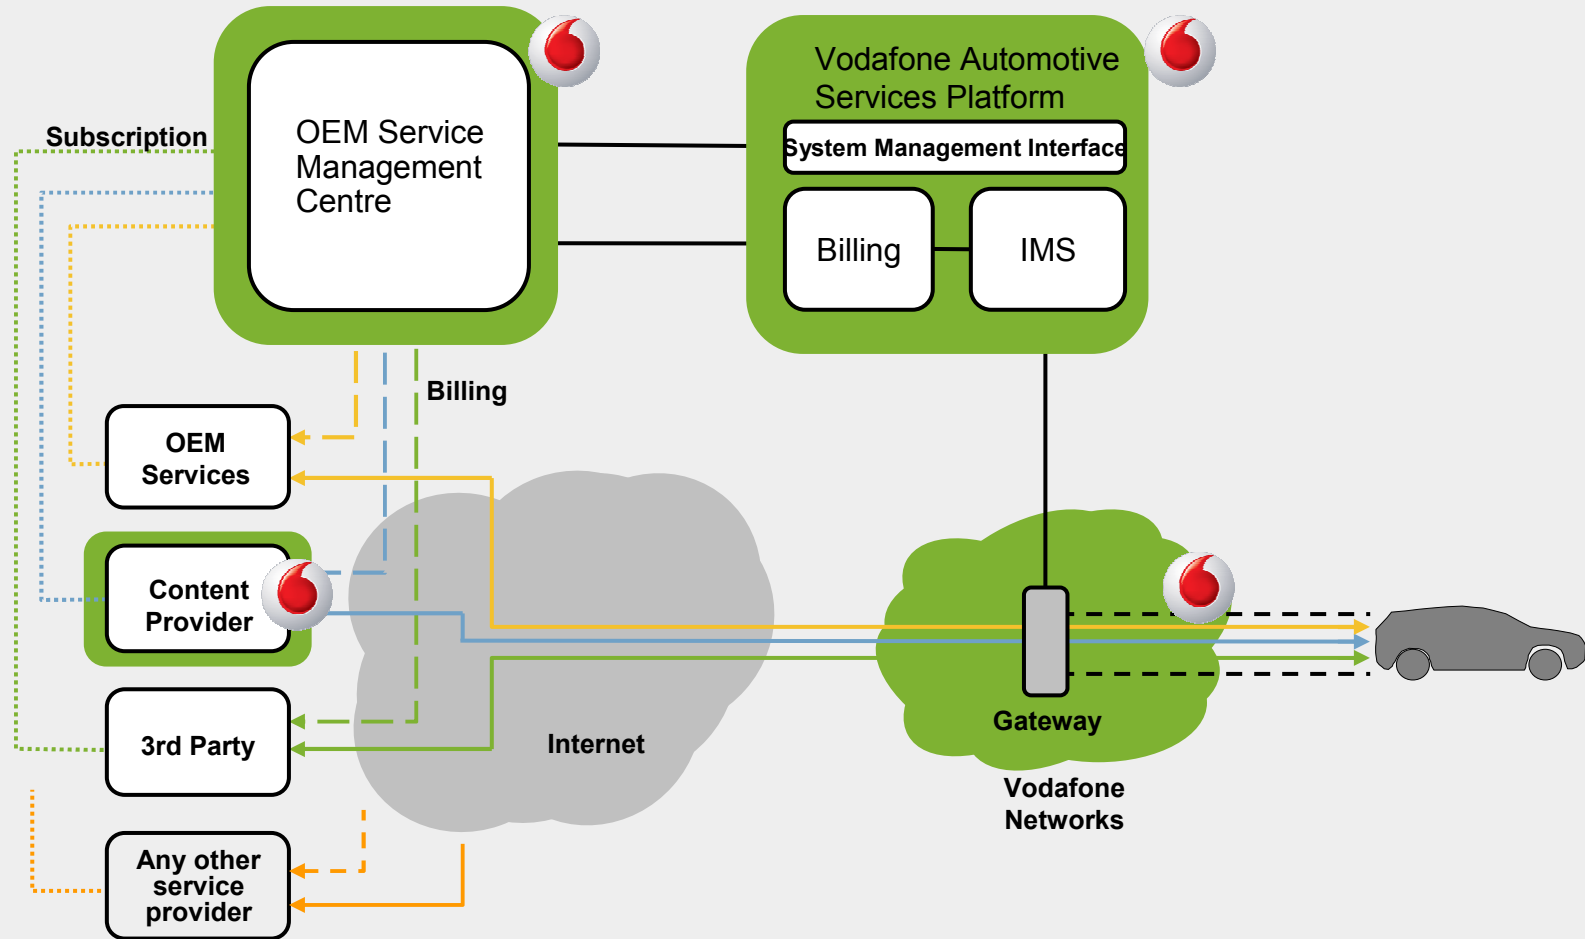 Vodafone Automotive
Services Platform
System Management Interface
Subscription
OEM Service
Management
Centre
Billing
IMS
Billing
OEM
Services
Content
Provider
3rd Party
Internet
Gateway
Vodafone
Networks
Any other
service
provider